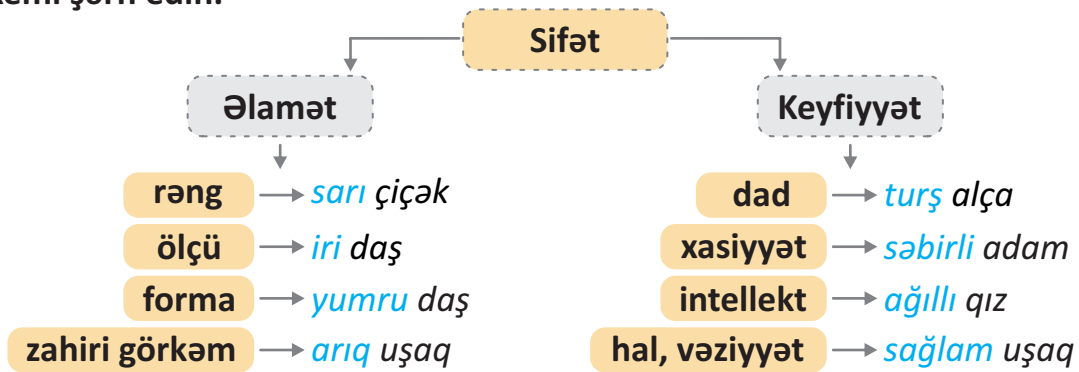 Sifət
Əlamət
rəng → sarı çiçək
ölçü → iri daş
forma → yumru daş
zahiri görkəm → arıq uşaq
Keyfiyyət
dad → turş alça
xasiyyət → səbirli adam
intellekt → ağıllı qız
hal, vəziyyət → sağlam uşaq